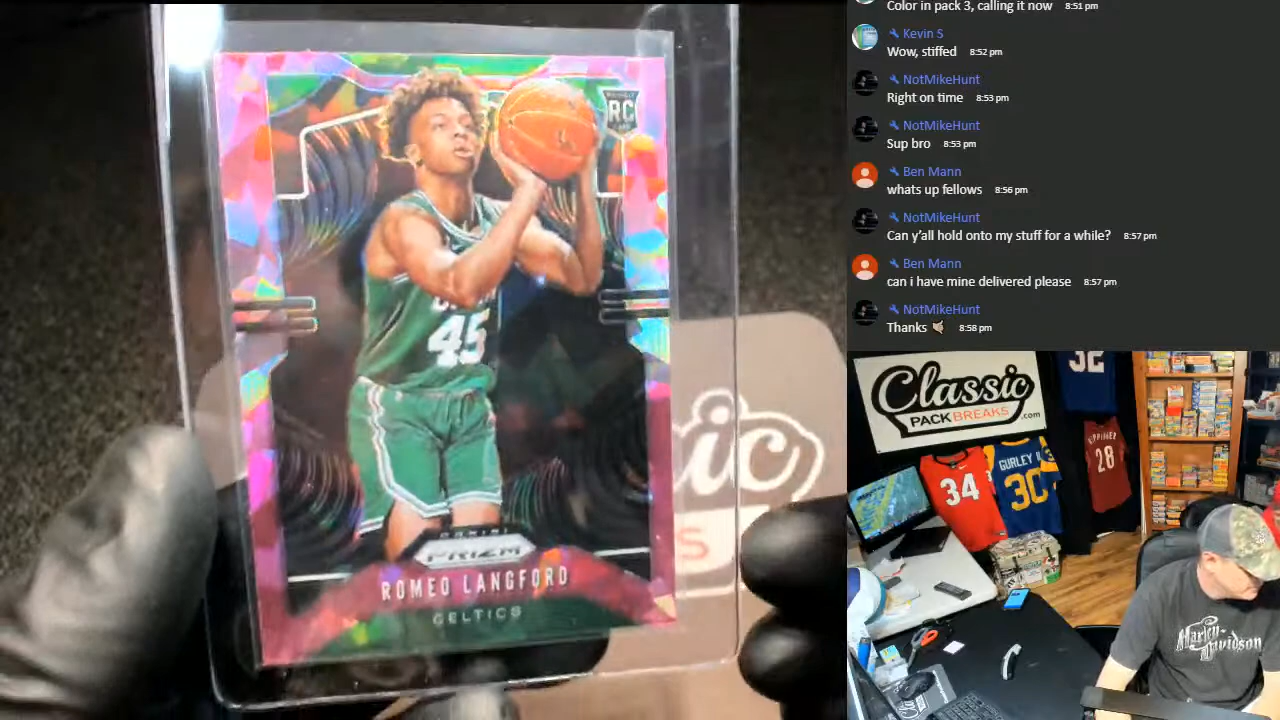 RC
45
PANINI
PRIZM
ROMEO LANGFORD
CELTICS
ic
S
Color in pack 3, calling it now 8:51 pm
Kevin S
Wow, stiffed 8:52 pm
NotMikeHunt
Right on time 8:53 pm
NotMikeHunt
Sup bro 8:53 pm
Ben Mann
whats up fellows 8:56 pm
NotMikeHunt
Can y'all hold onto my stuff for a while? 8:57 pm
Ben Mann
can i have mine delivered please 8:57 pm
NotMikeHunt
Thanks 8:58 pm
Classic
PACK BREAKS.com
32
34
GURLEY II
30
28
Harley-Davidson